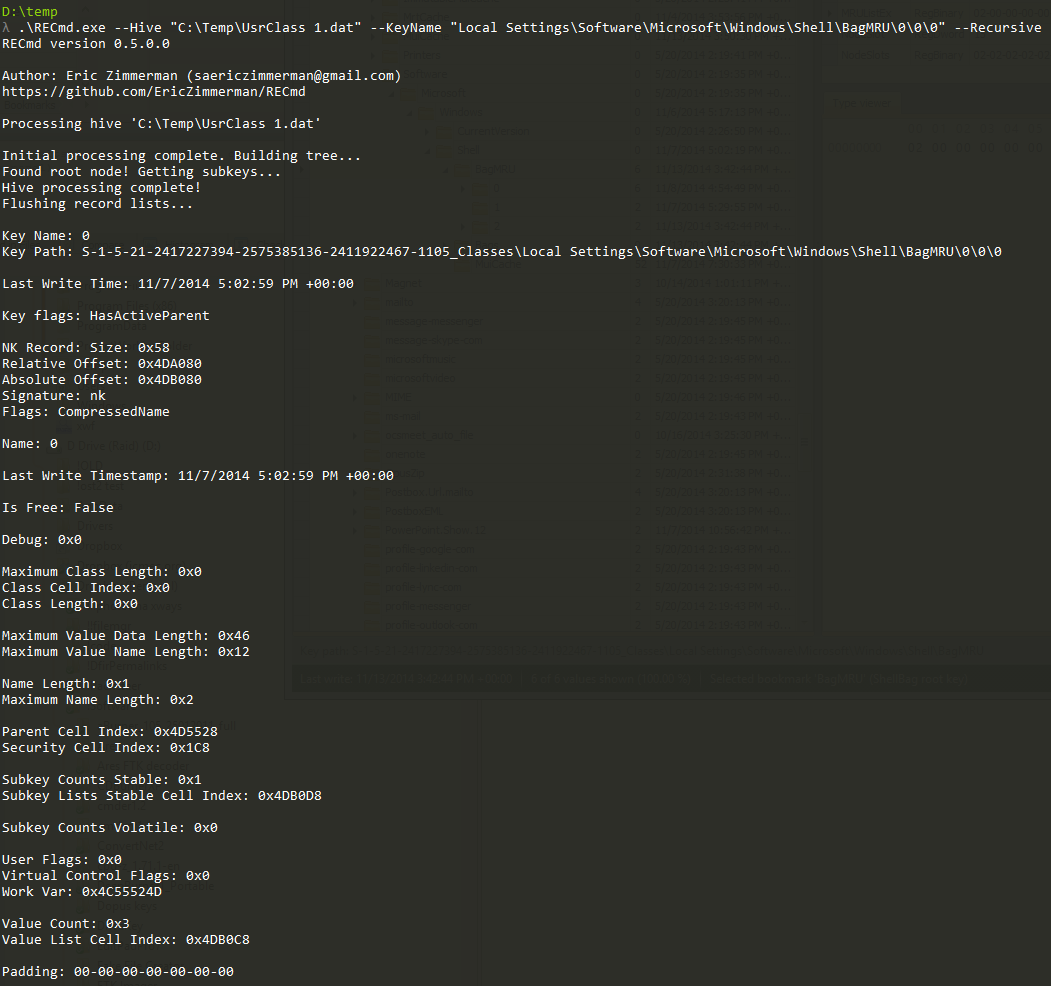 D:\temp
λ .\RECmd.exe --Hive "C:\Temp\UsrClass 1.dat" --KeyName "Local Settings\Software\Microsoft\Windows\Shell\BagMRU\0\0\0" --Recursive
RECmd version 0.5.0.0
Author: Eric Zimmerman (saericzimmerman@gmail.com)
https://github.com/EricZimmerman/RECmd
Processing hive 'C:\Temp\UsrClass 1.dat'
Initial processing complete. Building tree...
Found root node! Getting subkeys...
Hive processing complete!
Flushing record lists...
Key Name: 0
Key Path: S-1-5-21-2417227394-2575385136-2411922467-1105_Classes\Local Settings\Software\Microsoft\Windows\Shell\BagMRU\0\0\0
Last Write Time: 11/7/2014 5:02:59 PM +00:00
Key flags: HasActiveParent
NK Record: Size: 0x58
Relative Offset: 0x4DA080
Absolute Offset: 0x4DB080
Signature: nk
Flags: CompressedName
Name: 0
Last Write Timestamp: 11/7/2014 5:02:59 PM +00:00
Is Free: False
Debug: 0x0
Maximum Class Length: 0x0
Class Cell Index: 0x0
Class Length: 0x0
Maximum Value Data Length: 0x46
Maximum Value Name Length: 0x12
Name Length: 0x1
Maximum Name Length: 0x2
Parent Cell Index: 0x4D5528
Security Cell Index: 0x1C8
Subkey Counts Stable: 0x1
Subkey Lists Stable Cell Index: 0x4DB0D8
Subkey Counts Volatile: 0x0
User Flags: 0x0
Virtual Control Flags: 0x0
Work Var: 0x4C55524D
Value Count: 0x3
Value List Cell Index: 0x4DB0C8
Padding: 00-00-00-00-00-00-00